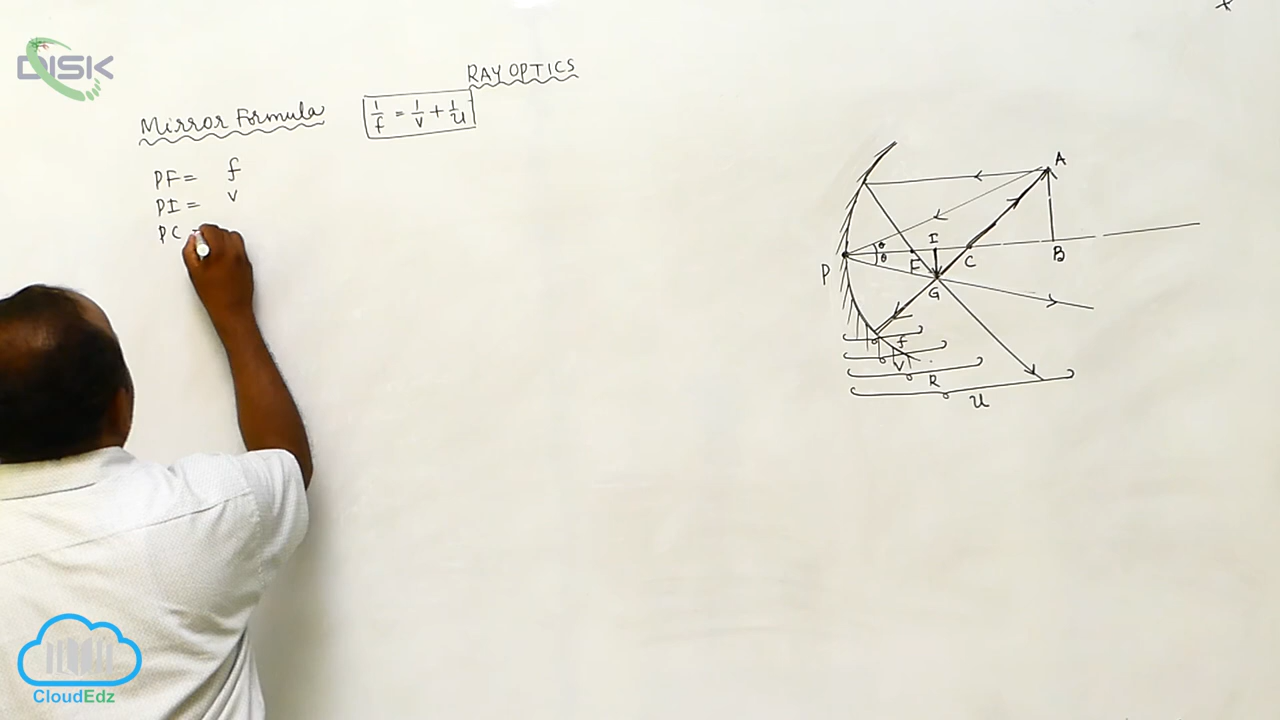 DISK
RAY OPTICS
Mirror Formula 1/f = 1/v + 1/u
PF = f
PI = v
PC =
A
θ
θ
I
P
F
C
B
G
f
v
R
u
CloudEdz